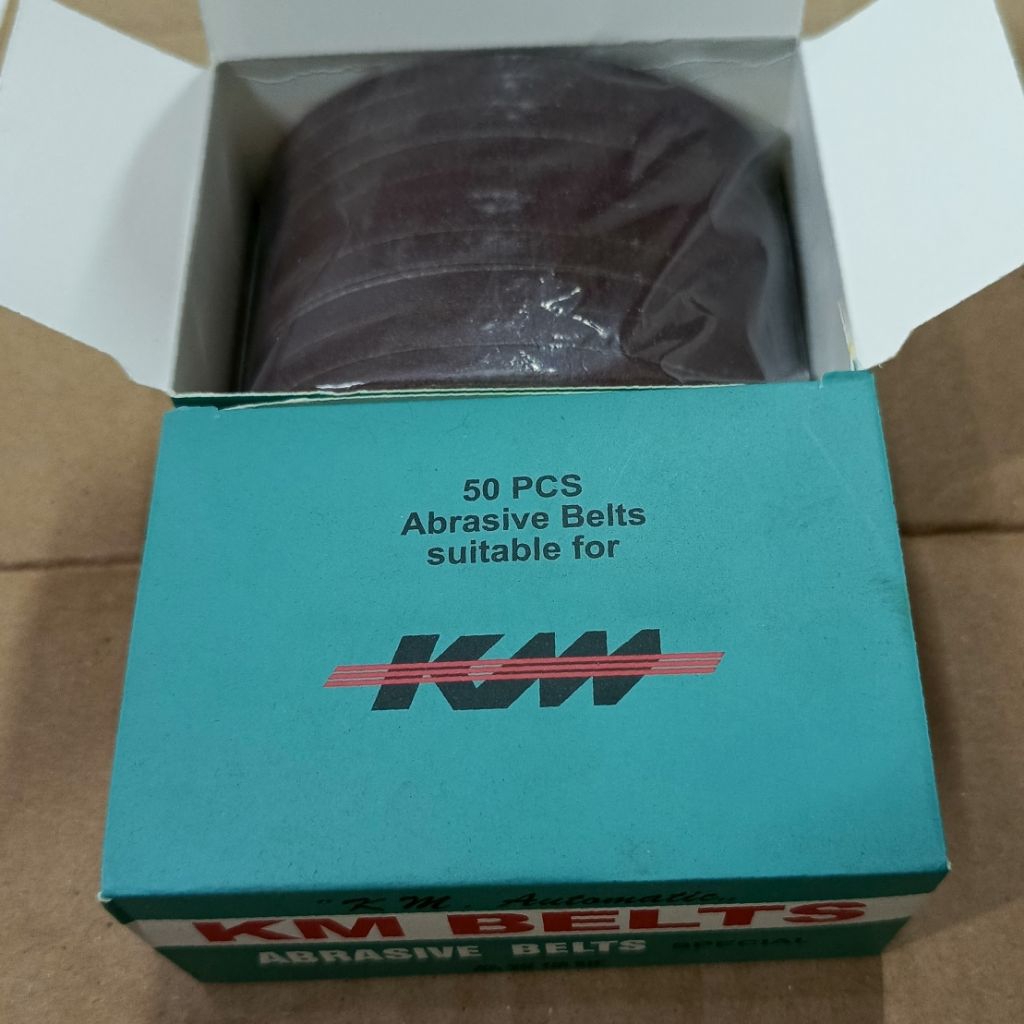 50 PCS
Abrasive Belts
suitable for
KM
"K.M. Automatic"
KM BELTS
ABRASIVE BELTS SPECIAL